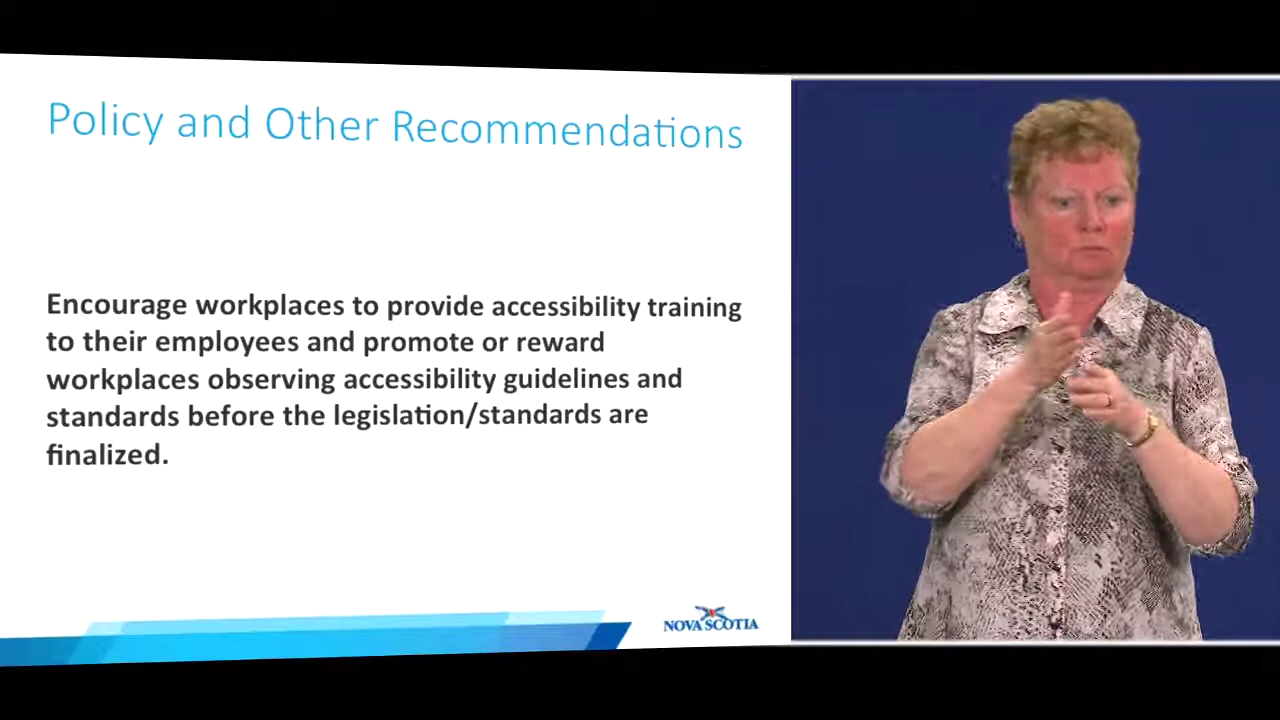 Policy and Other Recommendations
Encourage workplaces to provide accessibility training
to their employees and promote or reward
workplaces observing accessibility guidelines and
standards before the legislation/standards are
finalized.
NOVA SCOTIA